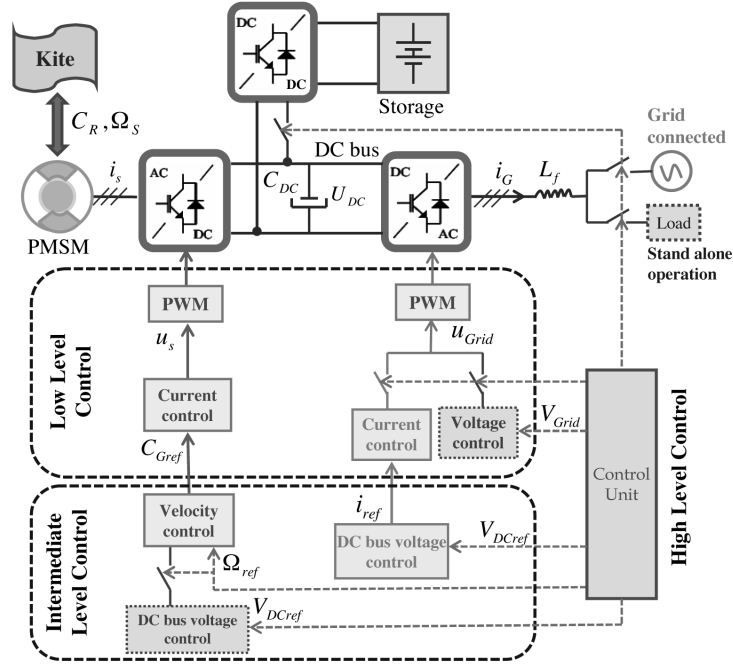 DC
DC
Kite
Storage
C_R, Ω_S
Grid
connected
DC bus
i_s
AC
DC
C_DC
U_DC
DC
AC
i_G
L_f
Load
PMSM
Stand alone
operation
PWM
PWM
u_s
u_Grid
Low Level
Control
Current
control
Current
control
Voltage
control
V_Grid
C_Gref
Control
Unit
High Level Control
Intermediate
Level Control
Velocity
control
i_ref
DC bus voltage
control
V_DCref
Ω_ref
DC bus voltage
control
V_DCref